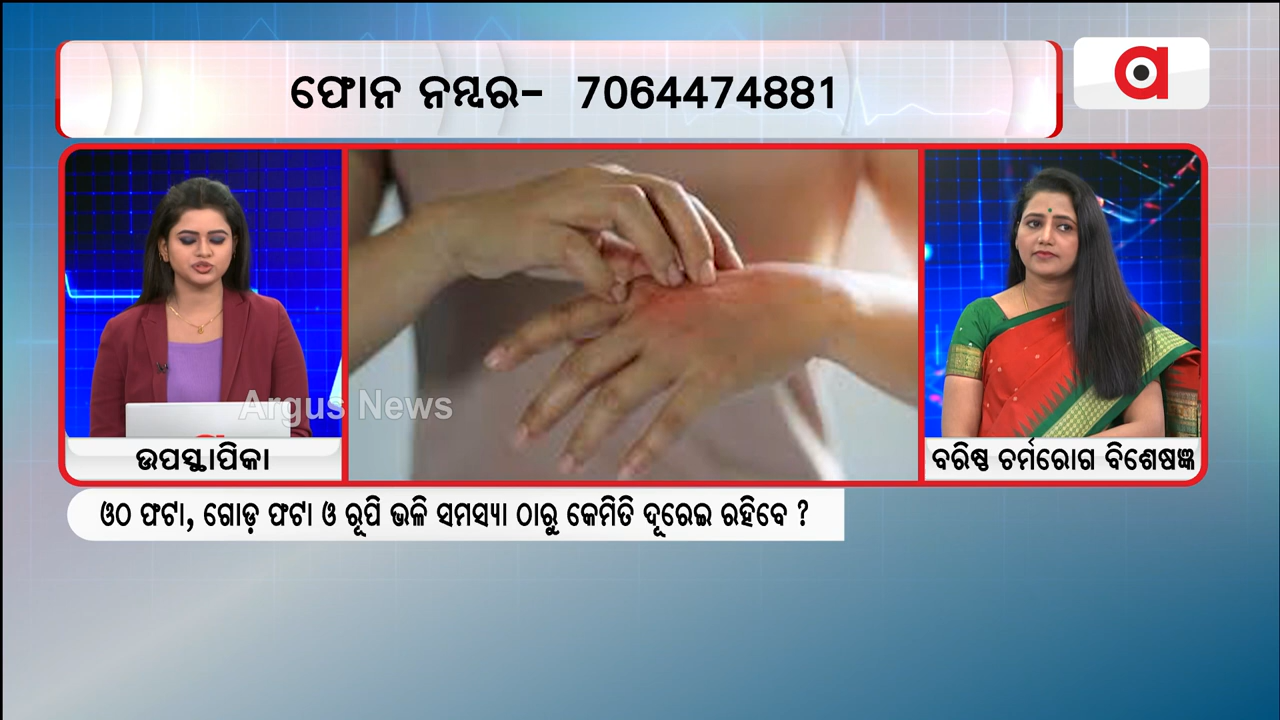 ଫୋନ ନମ୍ବର- 7064474881
a
Argus News
ଉପସ୍ଥାପିକା
ବରିଷ୍ଠ ଚର୍ମରୋଗ ବିଶେଷଜ୍ଞ
ଓଠ ଫଟା, ଗୋଡ଼ ଫଟା ଓ ରୂପି ଭଳି ସମସ୍ୟା ଠାରୁ କେମିତି ଦୂରେଇ ରହିବେ ?